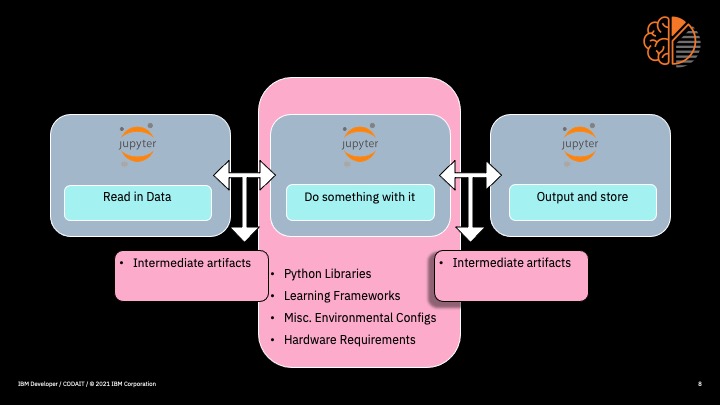 jupyter
Read in Data
jupyter
Do something with it
jupyter
Output and store
• Intermediate artifacts
• Intermediate artifacts
• Python Libraries
• Learning Frameworks
• Misc. Environmental Configs
• Hardware Requirements
IBM Developer / CODAIT / © 2021 IBM Corporation
8